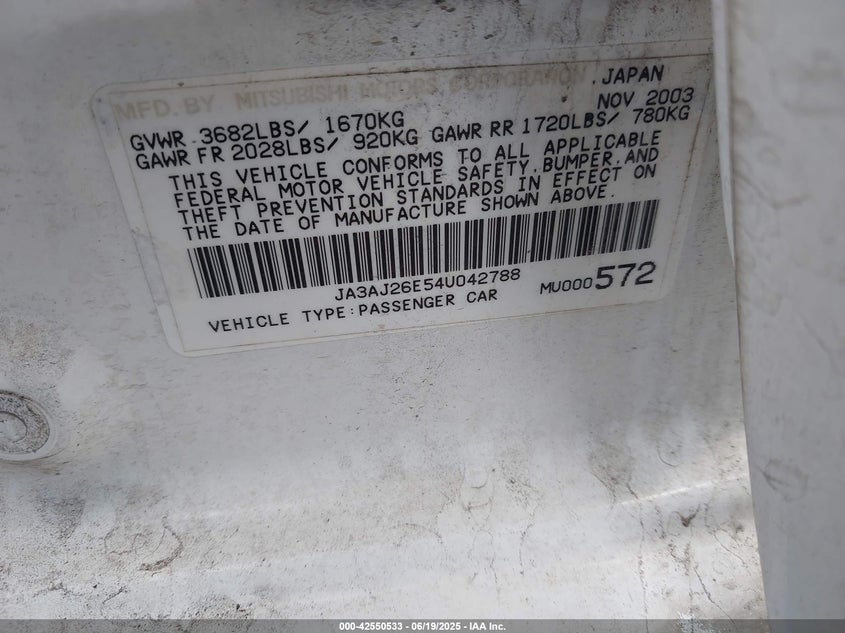 MFD. BY MITSUBISHI MOTORS CORPORATION, JAPAN
NOV 2003
GVWR 3682LBS/ 1670KG
GAWR FR 2028LBS/ 920KG GAWR RR 1720LBS/ 780KG
THIS VEHICLE CONFORMS TO ALL APPLICABLE
FEDERAL MOTOR VEHICLE SAFETY, BUMPER, AND
THEFT PREVENTION STANDARDS IN EFFECT ON
THE DATE OF MANUFACTURE SHOWN ABOVE.
JA3AJ26E54U042788
MU000572
VEHICLE TYPE:PASSENGER CAR
000-42550533 - 06/19/2025 - IAA Inc.